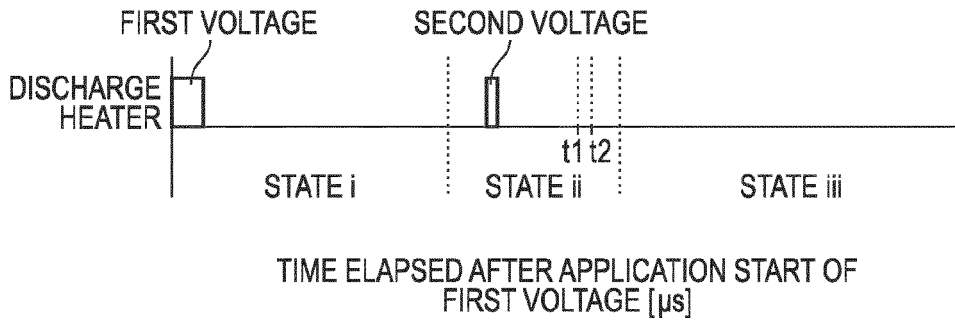 FIRST VOLTAGE
SECOND VOLTAGE
DISCHARGE
HEATER
t1
t2
STATE i
STATE ii
STATE iii
TIME ELAPSED AFTER APPLICATION START OF
FIRST VOLTAGE [µs]